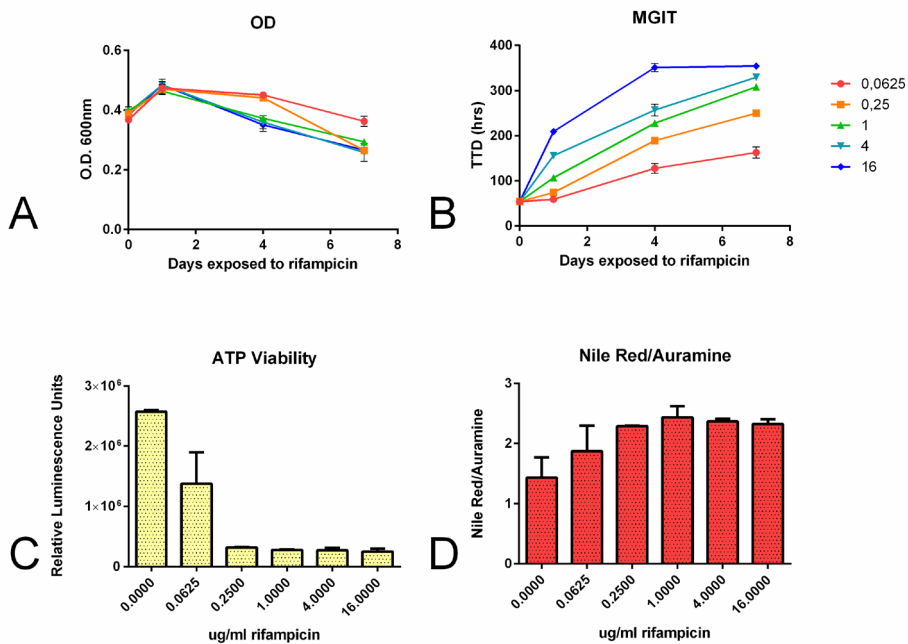 OD
O.D. 600nm
0.6
0.4
0.2
0.0
0 2 4 6 8
Days exposed to rifampicin
A
MGIT
TTD (hrs)
400
300
200
100
0
0 2 4 6 8
Days exposed to rifampicin
B
0,0625
0,25
1
4
16
ATP Viability
Relative Luminescence Units
3×10⁶
2×10⁶
1×10⁶
0
0.0000 0.0625 0.2500 1.0000 4.0000 16.0000
ug/ml rifampicin
C
Nile Red/Auramine
Nile Red/Auramine
3
2
1
0
0.0000 0.0625 0.2500 1.0000 4.0000 16.0000
ug/ml rifampicin
D